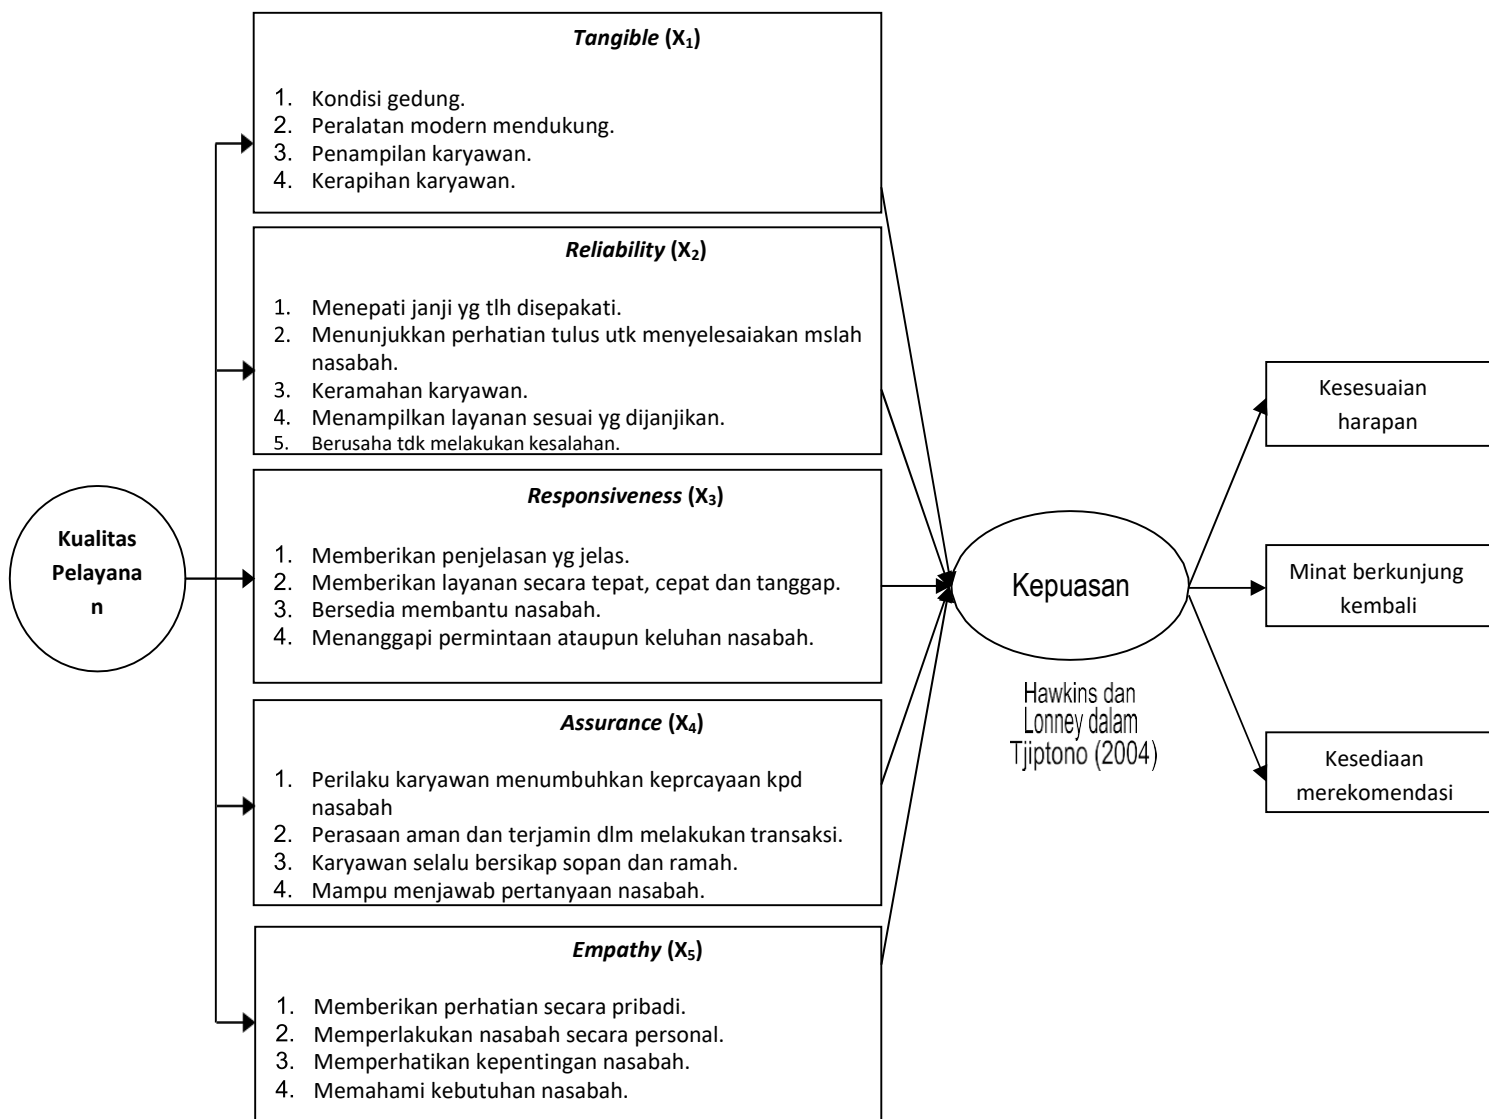 Tangible (X₁)
1. Kondisi gedung.
2. Peralatan modern mendukung.
3. Penampilan karyawan.
4. Kerapihan karyawan.
Reliability (X₂)
1. Menepati janji yg tlh disepakati.
2. Menunjukkan perhatian tulus utk menyelesaiakan mslah
nasabah.
3. Keramahan karyawan.
4. Menampilkan layanan sesuai yg dijanjikan.
5. Berusaha tdk melakukan kesalahan.
Responsiveness (X₃)
1. Memberikan penjelasan yg jelas.
2. Memberikan layanan secara tepat, cepat dan tanggap.
3. Bersedia membantu nasabah.
4. Menanggapi permintaan ataupun keluhan nasabah.
Assurance (X₄)
1. Perilaku karyawan menumbuhkan keprcayaan kpd
nasabah
2. Perasaan aman dan terjamin dlm melakukan transaksi.
3. Karyawan selalu bersikap sopan dan ramah.
4. Mampu menjawab pertanyaan nasabah.
Empathy (X₅)
1. Memberikan perhatian secara pribadi.
2. Memperlakukan nasabah secara personal.
3. Memperhatikan kepentingan nasabah.
4. Memahami kebutuhan nasabah.
Kualitas
Pelayana
n
Kepuasan
Hawkins dan
Lonney dalam
Tjiptono (2004)
Kesesuaian
harapan
Minat berkunjung
kembali
Kesediaan
merekomendasi